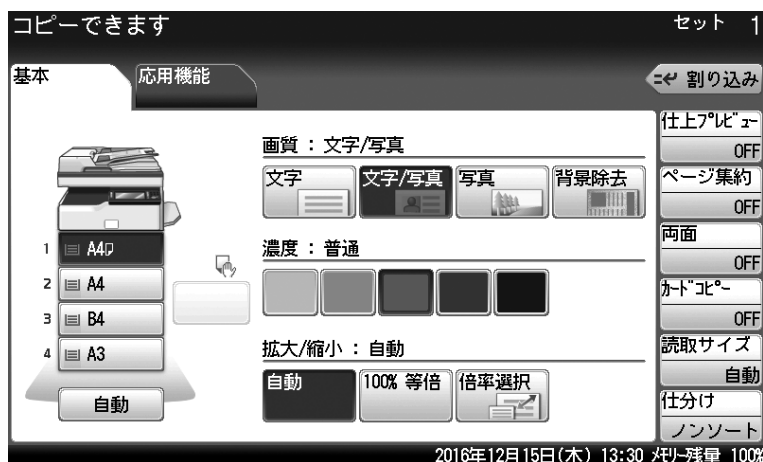 コピーできます
セット 1
基本
応用機能
割り込み
画質：文字/写真
文字
文字/写真
写真
背景除去
1 A4
2 A4
3 B4
4 A3
自動
濃度：普通
拡大/縮小：自動
自動
100% 等倍
倍率選択
仕上ﾌﾟﾚﾋﾞｭｰ
OFF
ページ集約
OFF
両面
OFF
ｶｰﾄﾞｺﾋﾟｰ
OFF
読取サイズ
自動
仕分け
ノンソート
2016年12月15日(木) 13:30 ﾒﾓﾘｰ残量 100%